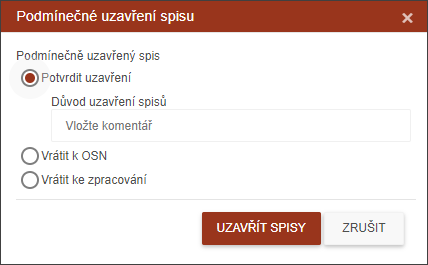 Podmínečné uzavření spisu
Podmínečně uzavřený spis
Potvrdit uzavření
Důvod uzavření spisů
Vložte komentář
Vrátit k OSN
Vrátit ke zpracování
UZAVŘÍT SPISY
ZRUŠIT